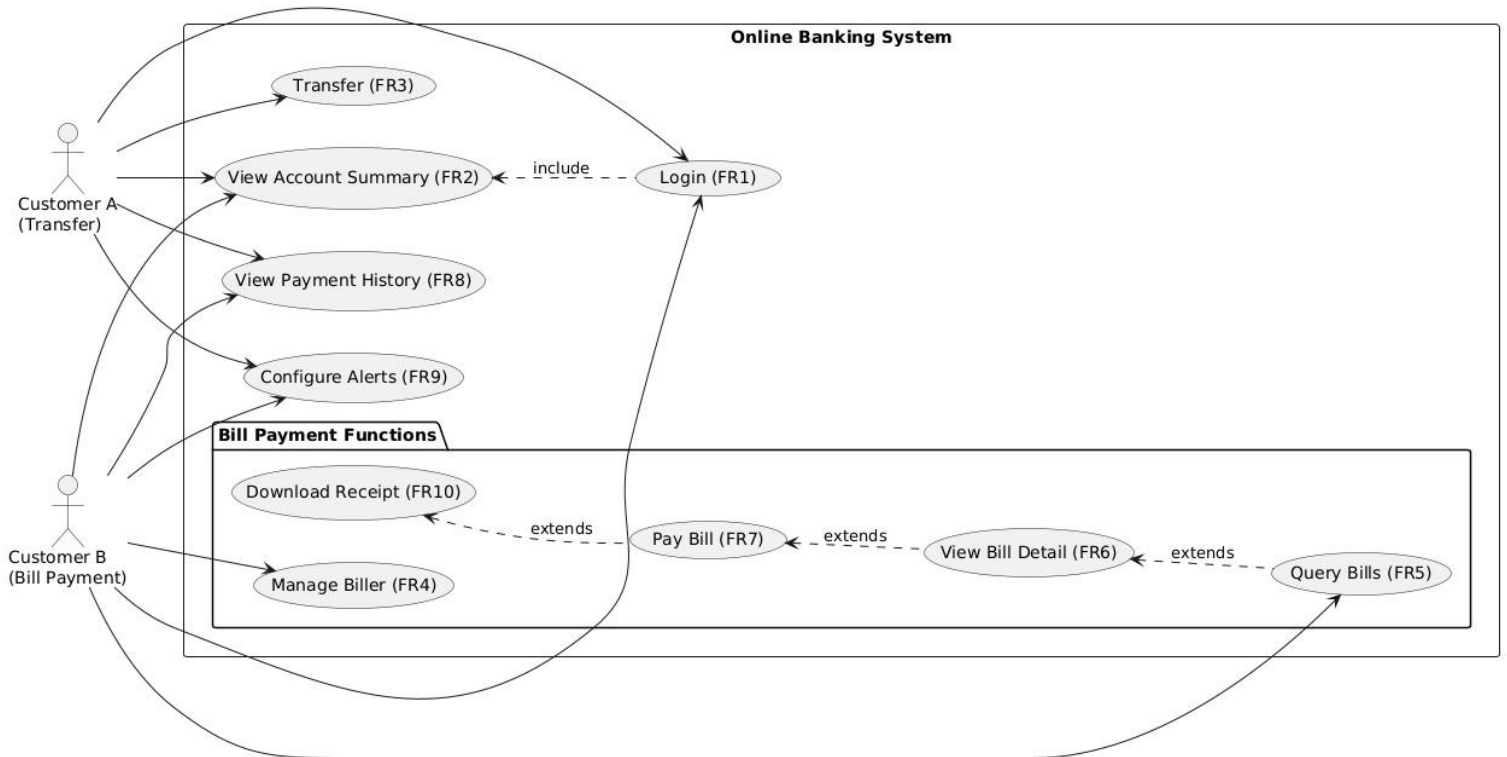 Online Banking System
Transfer (FR3)
View Account Summary (FR2)
include
Login (FR1)
Customer A
(Transfer)
View Payment History (FR8)
Configure Alerts (FR9)
Bill Payment Functions
Download Receipt (FR10)
extends
Pay Bill (FR7)
extends
View Bill Detail (FR6)
extends
Query Bills (FR5)
Customer B
(Bill Payment)
Manage Biller (FR4)